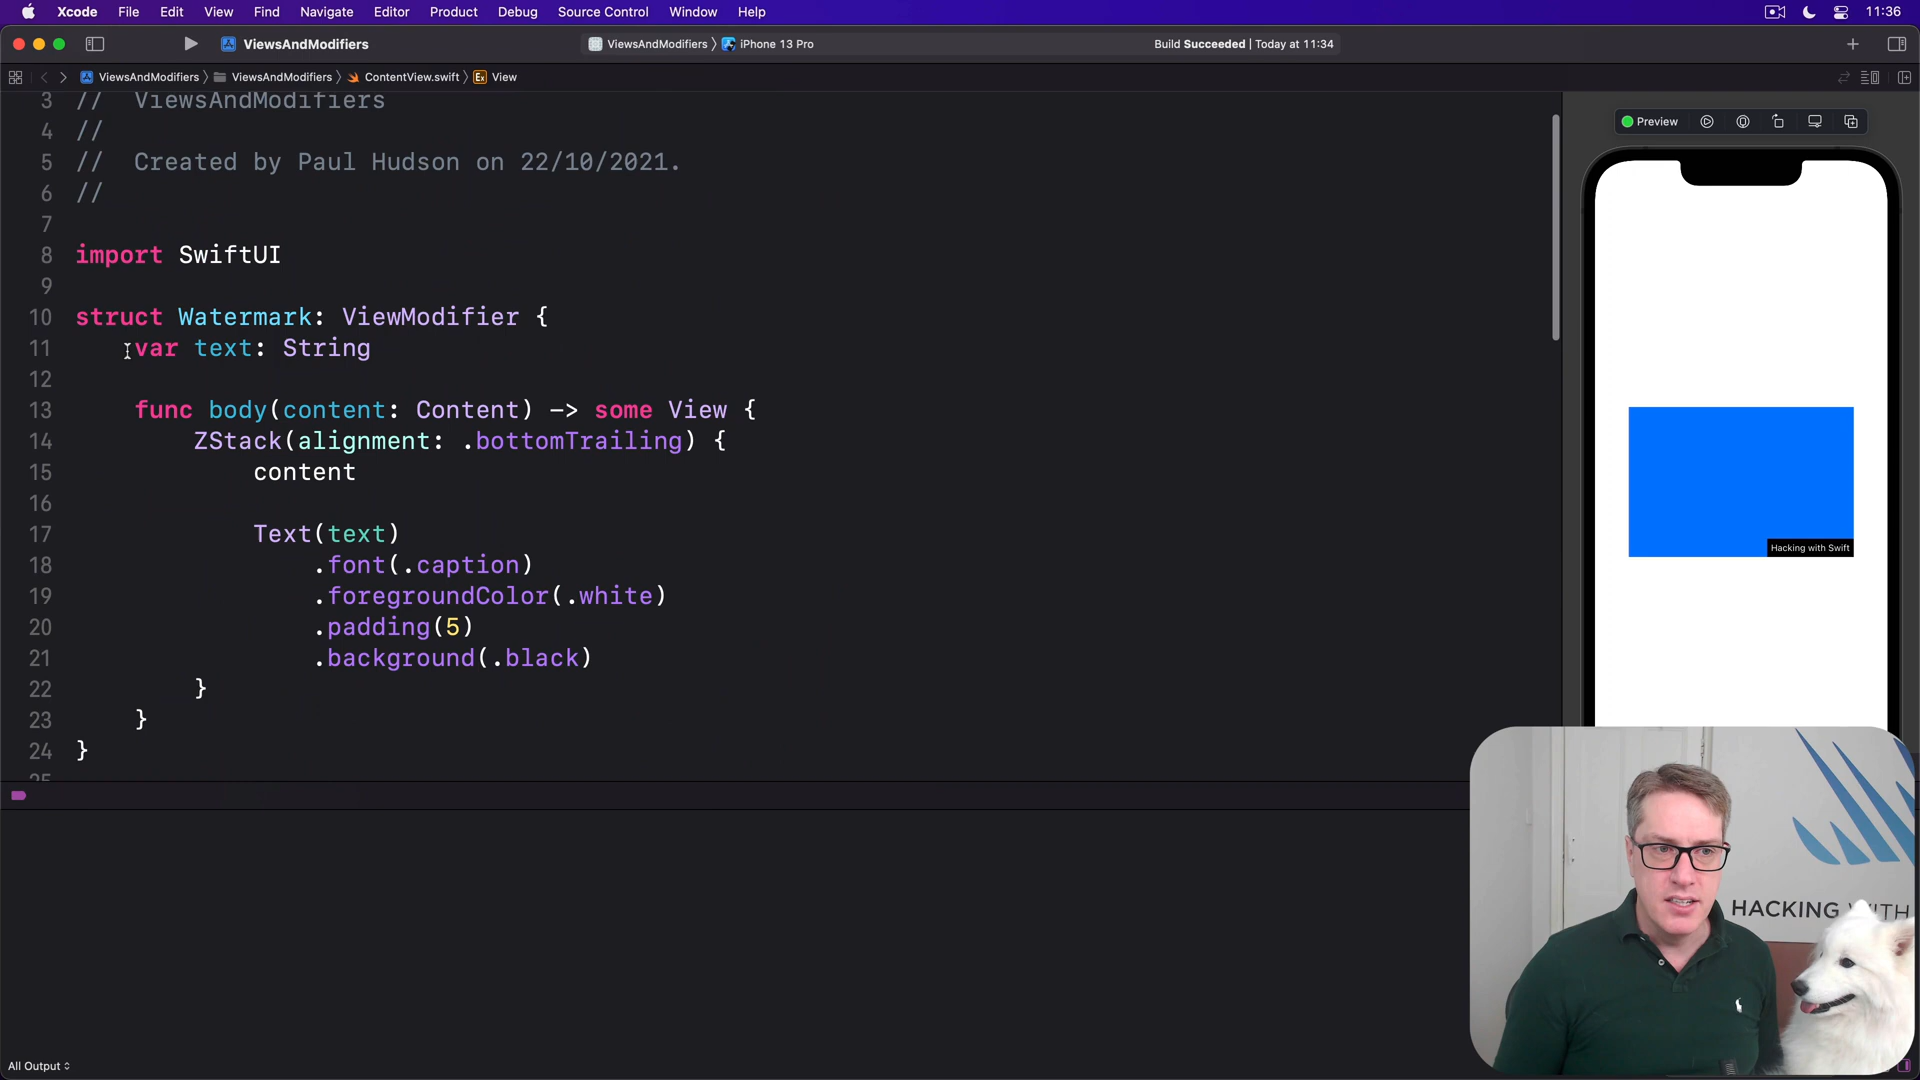 Xcode File Edit View Find Navigate Editor Product Debug Source Control Window Help 11:36
ViewsAndModifiers ViewsAndModifiers 〉 iPhone 13 Pro Build Succeeded | Today at 11:34
ViewsAndModifiers 〉 ViewsAndModifiers 〉 ContentView.swift 〉 Ex View
3 // ViewsAndModifiers
4 //
5 // Created by Paul Hudson on 22/10/2021.
6 //
7
8 import SwiftUI
9
10 struct Watermark: ViewModifier {
11 var text: String
12
13 func body(content: Content) -> some View {
14 ZStack(alignment: .bottomTrailing) {
15 content
16
17 Text(text)
18 .font(.caption)
19 .foregroundColor(.white)
20 .padding(5)
21 .background(.black)
22 }
23 }
24 }
25
Preview
Hacking with Swift
HACKING WITH
All Output